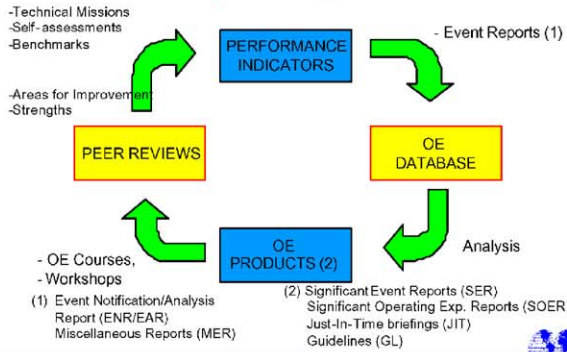 -Technical Missions
-Self-assessments
-Benchmarks
PERFORMANCE
INDICATORS
- Event Reports (1)
-Areas for Improvement
-Strengths
PEER REVIEWS
OE
DATABASE
- OE Courses,
- Workshops
OE
PRODUCTS (2)
Analysis
(1) Event Notification/Analysis
Report (ENR/EAR)
Miscellaneous Reports (MER)
(2) Significant Event Reports (SER)
Significant Operating Exp. Reports (SOER
Just-In-Time briefings (JIT)
Guidelines (GL)